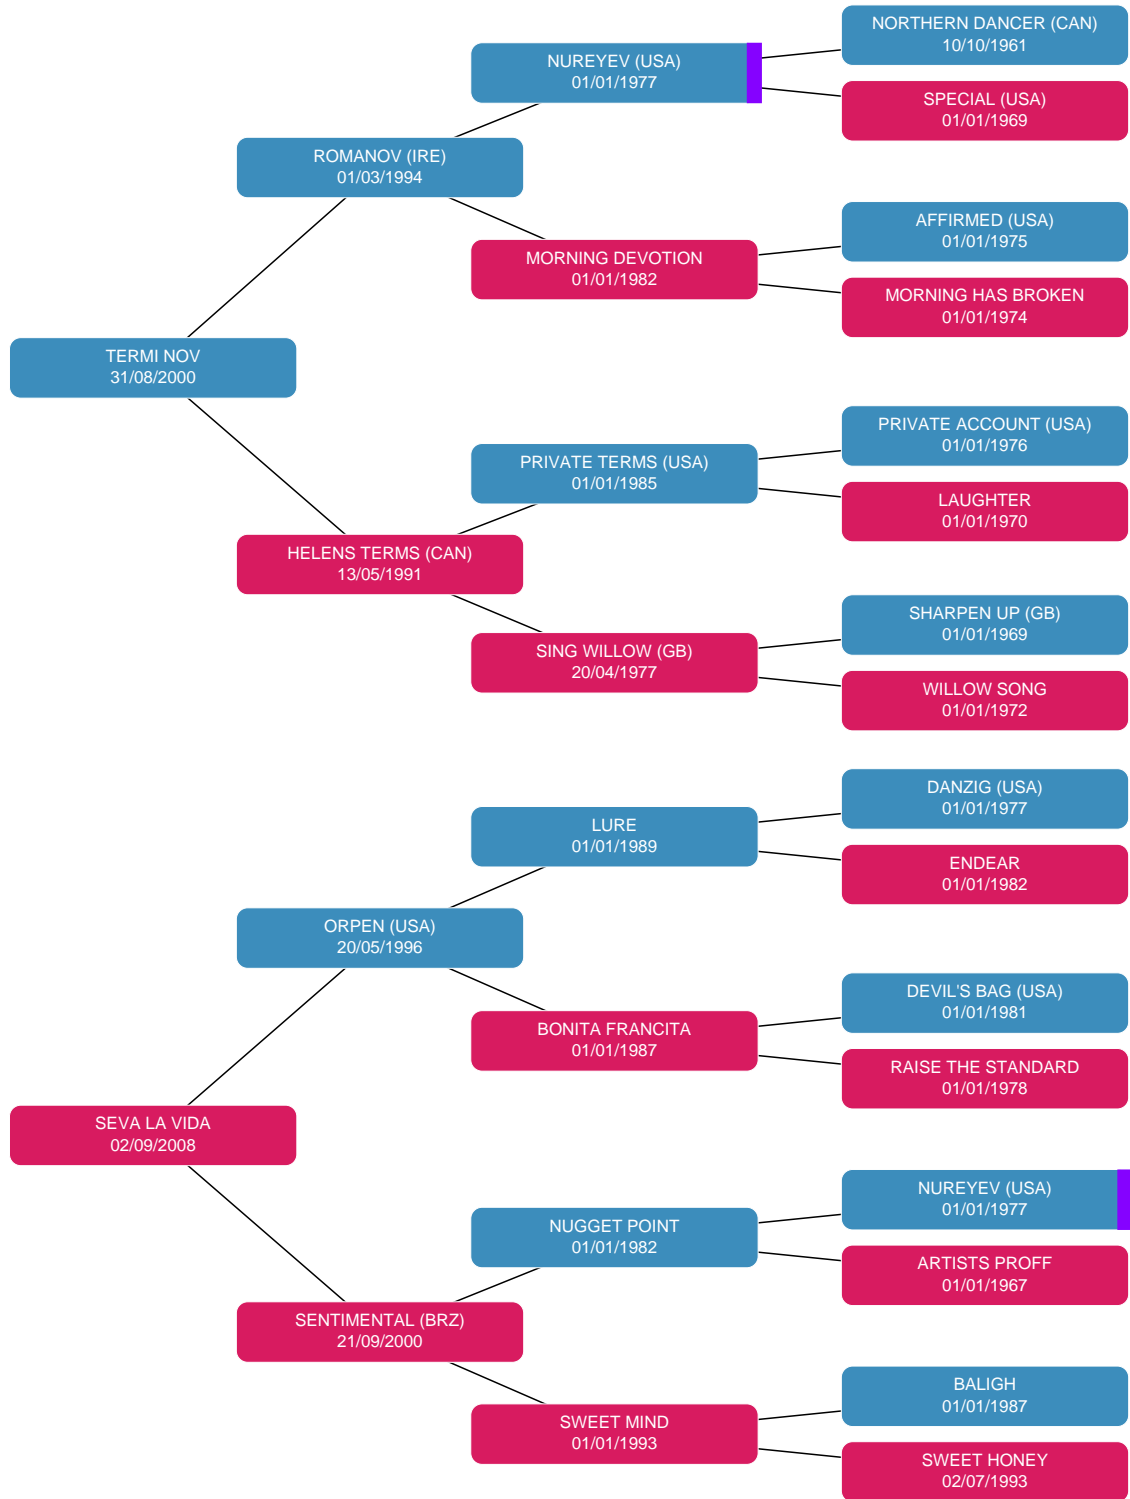 NORTHERN DANCER (CAN)
10/10/1961
NUREYEV (USA)
01/01/1977
SPECIAL (USA)
01/01/1969
ROMANOV (IRE)
01/03/1994
AFFIRMED (USA)
01/01/1975
MORNING DEVOTION
01/01/1982
MORNING HAS BROKEN
01/01/1974
TERMI NOV
31/08/2000
PRIVATE ACCOUNT (USA)
01/01/1976
PRIVATE TERMS (USA)
01/01/1985
LAUGHTER
01/01/1970
HELENS TERMS (CAN)
13/05/1991
SHARPEN UP (GB)
01/01/1969
SING WILLOW (GB)
20/04/1977
WILLOW SONG
01/01/1972
DANZIG (USA)
01/01/1977
LURE
01/01/1989
ENDEAR
01/01/1982
ORPEN (USA)
20/05/1996
DEVIL'S BAG (USA)
01/01/1981
BONITA FRANCITA
01/01/1987
RAISE THE STANDARD
01/01/1978
SEVA LA VIDA
02/09/2008
NUREYEV (USA)
01/01/1977
NUGGET POINT
01/01/1982
ARTISTS PROFF
01/01/1967
SENTIMENTAL (BRZ)
21/09/2000
BALIGH
01/01/1987
SWEET MIND
01/01/1993
SWEET HONEY
02/07/1993